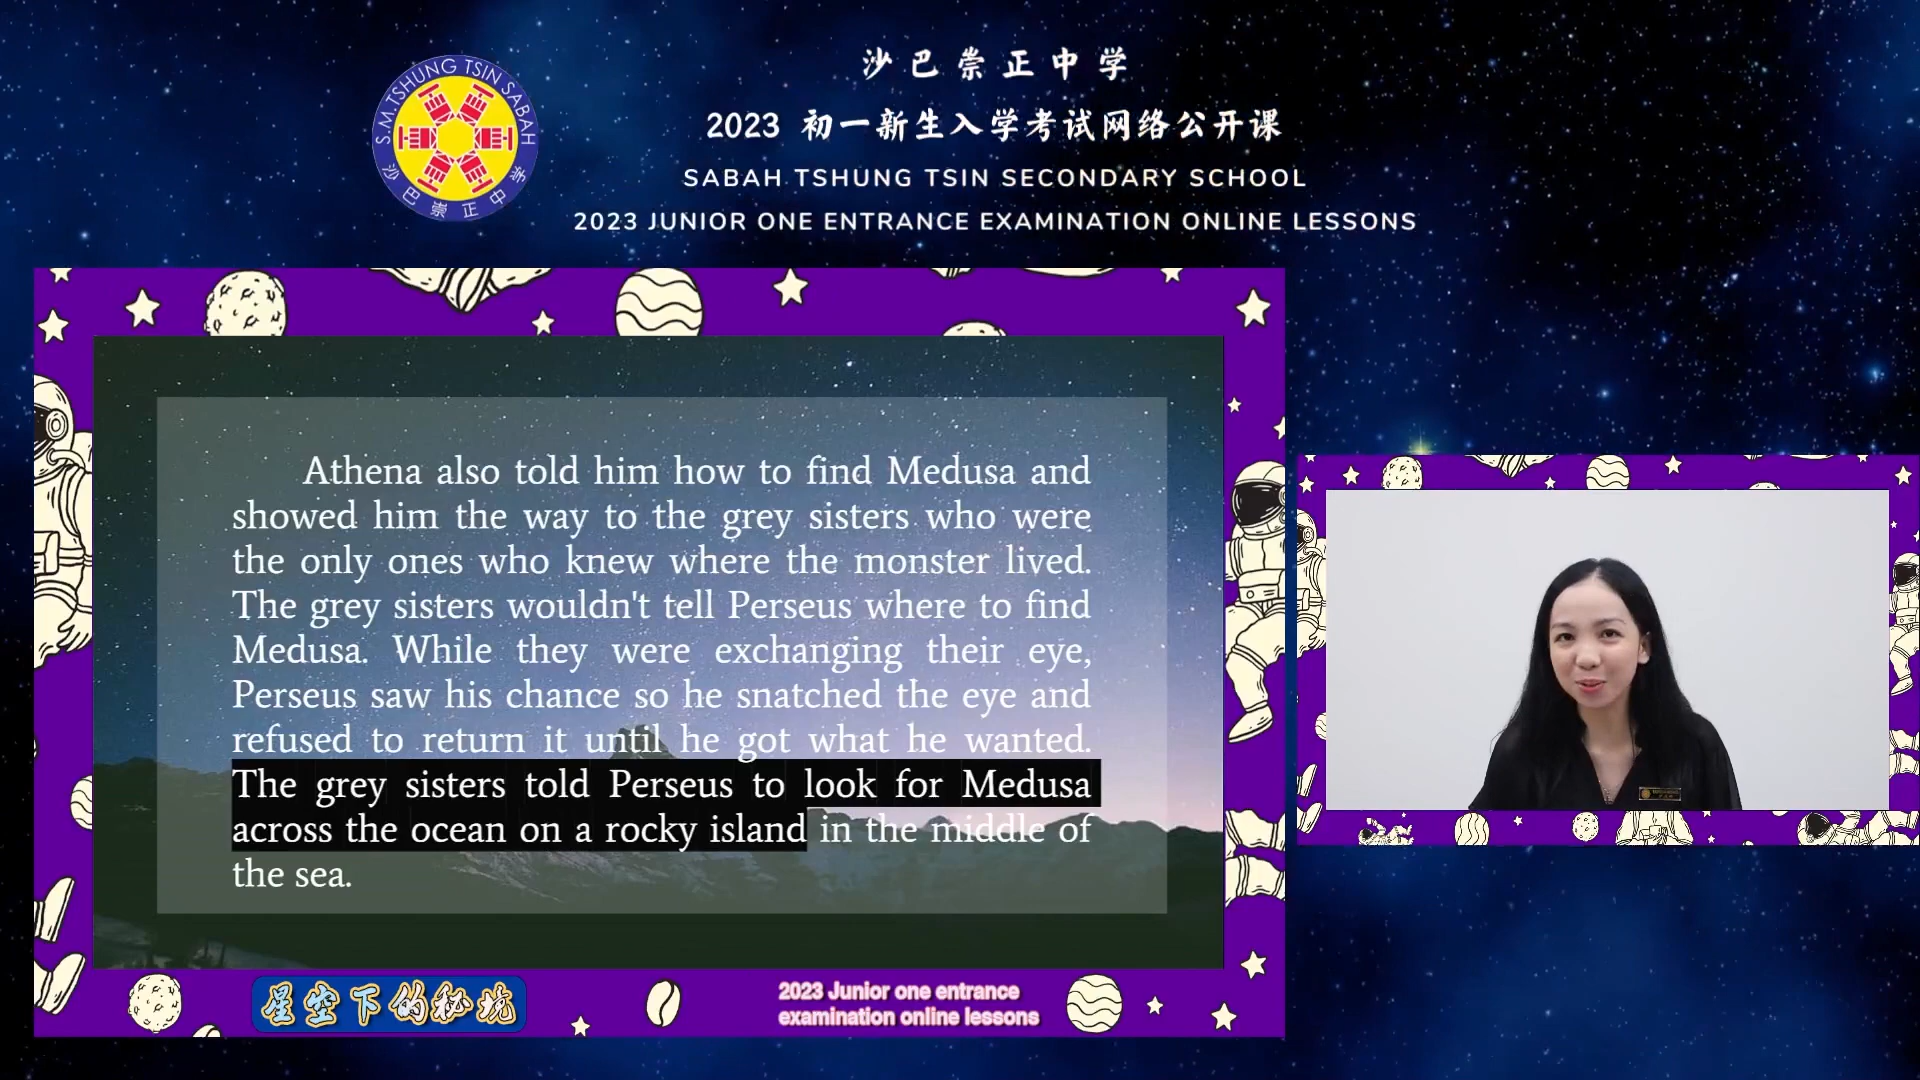 S.M. TSHUNG TSIN SABAH
沙巴崇正中学
沙巴崇正中学
2023 初一新生入学考试网络公开课
SABAH TSHUNG TSIN SECONDARY SCHOOL
2023 JUNIOR ONE ENTRANCE EXAMINATION ONLINE LESSONS
Athena also told him how to find Medusa and
showed him the way to the grey sisters who were
the only ones who knew where the monster lived.
The grey sisters wouldn't tell Perseus where to find
Medusa. While they were exchanging their eye,
Perseus saw his chance so he snatched the eye and
refused to return it until he got what he wanted.
The grey sisters told Perseus to look for Medusa
across the ocean on a rocky island in the middle of
the sea.
星空下的秘境
2023 Junior one entrance
examination online lessons